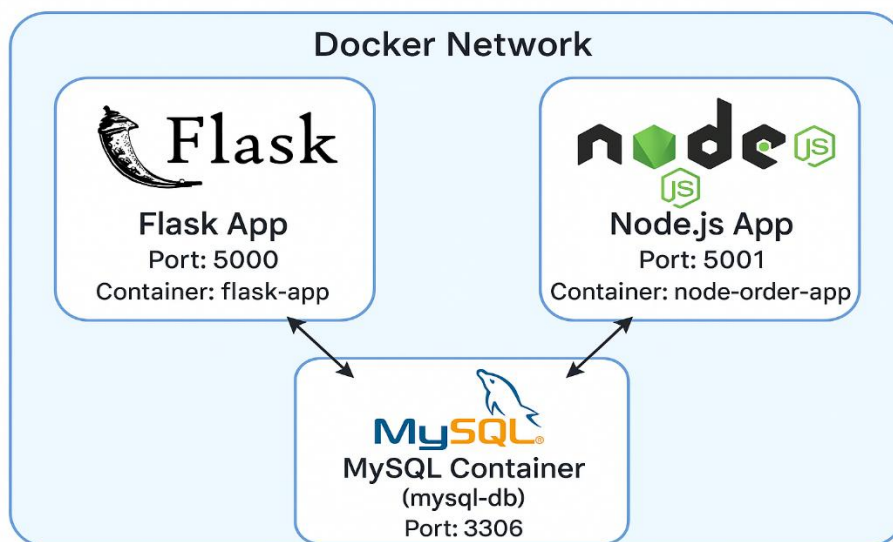 Docker Network
Flask
Flask App
Port: 5000
Container: flask-app
node JS
JS
Node.js App
Port: 5001
Container: node-order-app
MySQL®
MySQL Container
(mysql-db)
Port: 3306